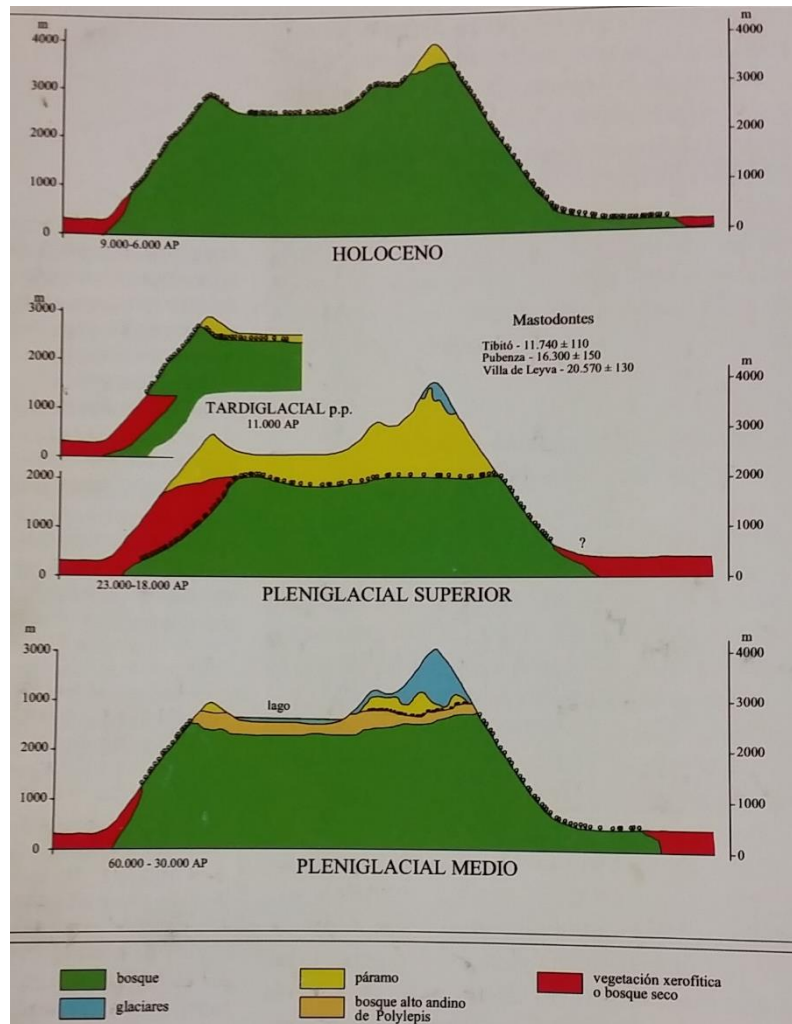 m
4000
3000
2000
1000
0
m
4000
3000
2000
1000
0
9.000-6.000 AP
HOLOCENO
m
3000
2000
1000
0
TARDIGLACIAL p.p.
11.000 AP
Mastodontes
Tibitó - 11.740 ± 110
Pubenza - 16.300 ± 150
Villa de Leyva - 20.570 ± 130
2000
1000
0
m
4000
3000
2000
1000
0
?
23.000-18.000 AP
PLENIGLACIAL SUPERIOR
m
3000
1000
2000
1000
0
lago
m
4000
3000
2000
1000
0
60.000 - 30.000 AP
PLENIGLACIAL MEDIO
bosque
glaciares
páramo
bosque alto andino
de Polylepis
vegetación xerofítica
o bosque seco